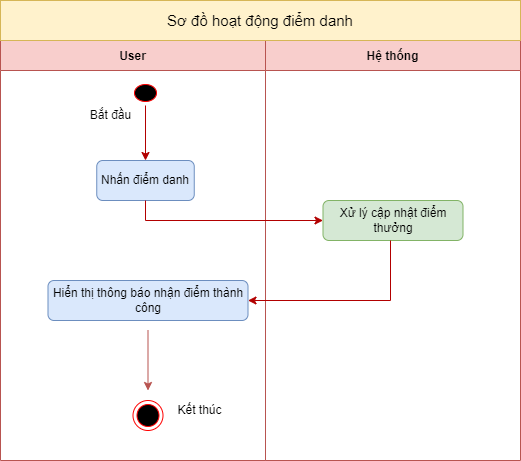 Sơ đồ hoạt động điểm danh
User
Hệ thống
Bắt đầu
Nhấn điểm danh
Xử lý cập nhật điểm
thưởng
Hiển thị thông báo nhận điểm thành
công
Kết thúc